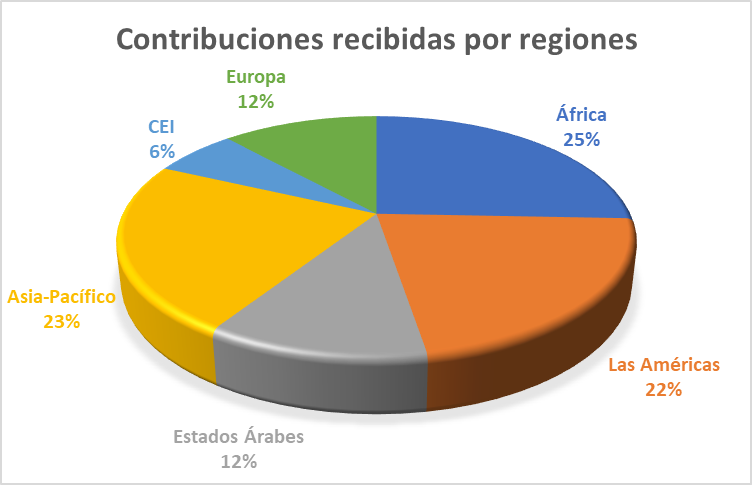 Contribuciones recibidas por regiones
Europa
12%
CEI
6%
África
25%
Asia-Pacífico
23%
Las Américas
22%
Estados Árabes
12%